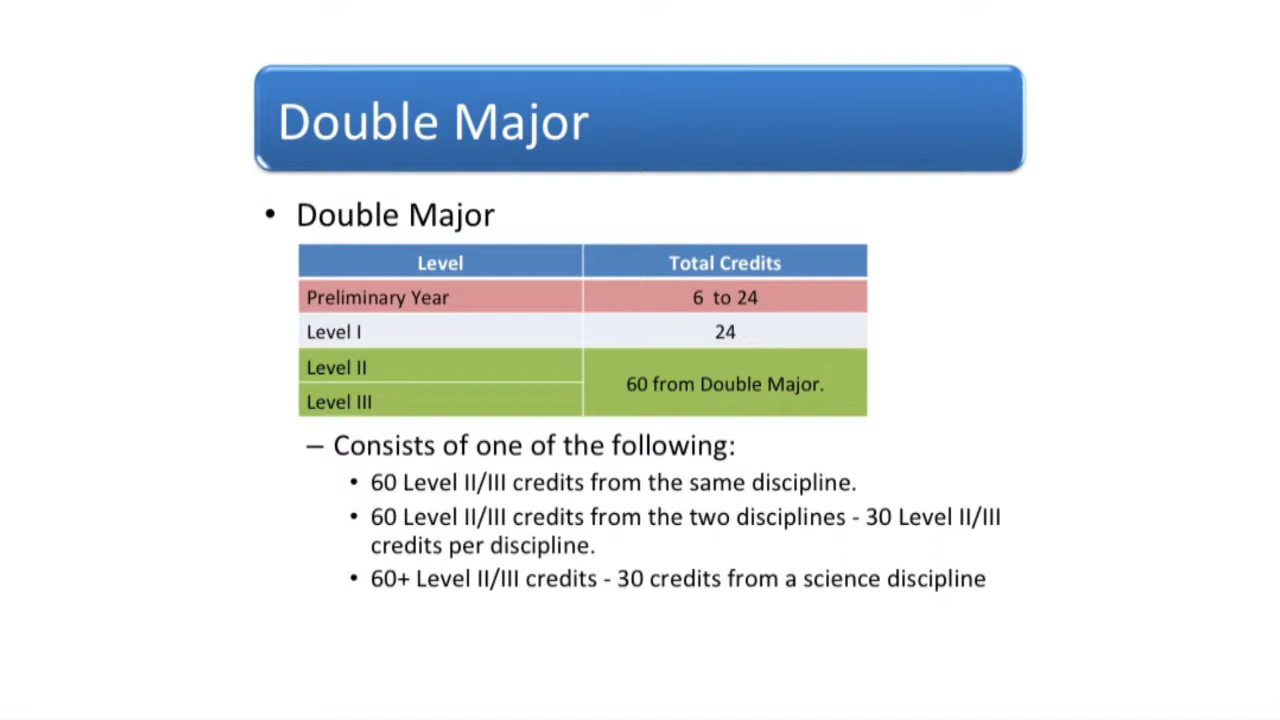 Double Major
• Double Major
Level Total Credits
Preliminary Year 6 to 24
Level I 24
Level II
60 from Double Major.
Level III
– Consists of one of the following:
• 60 Level II/III credits from the same discipline.
• 60 Level II/III credits from the two disciplines - 30 Level II/III
credits per discipline.
• 60+ Level II/III credits - 30 credits from a science discipline